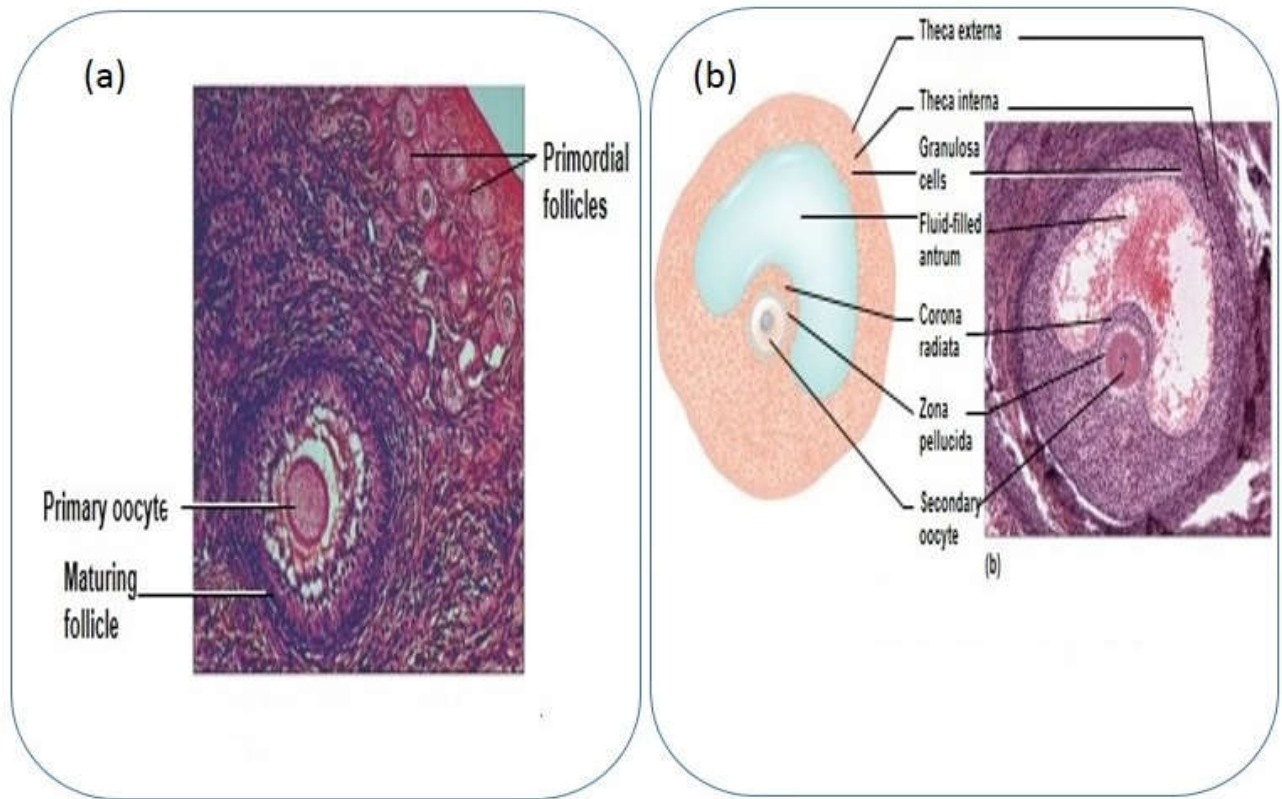 (a)
Primordial
follicles
Primary oocyte
Maturing
follicle
(b)
Theca externa
Theca interna
Granulosa
cells
Fluid-filled
antrum
Corona
radiata
Zona
pellucida
Secondary
oocyte
(b)